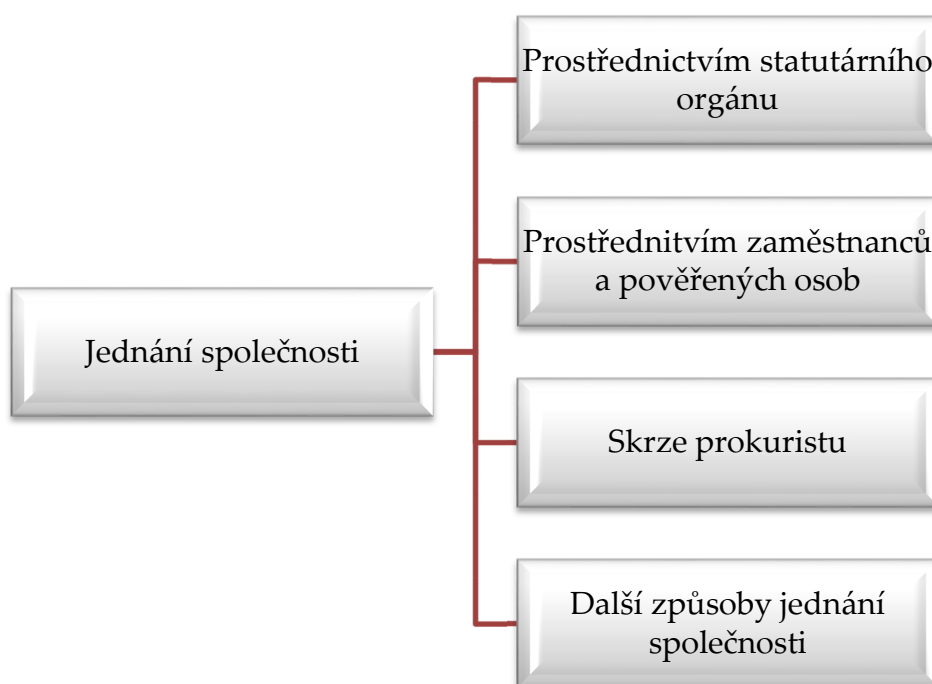 Prostřednictvím statutárního
orgánu
Prostřednitvím zaměstnanců
a pověřených osob
Jednání společnosti
Skrze prokuristu
Další způsoby jednání
společnosti